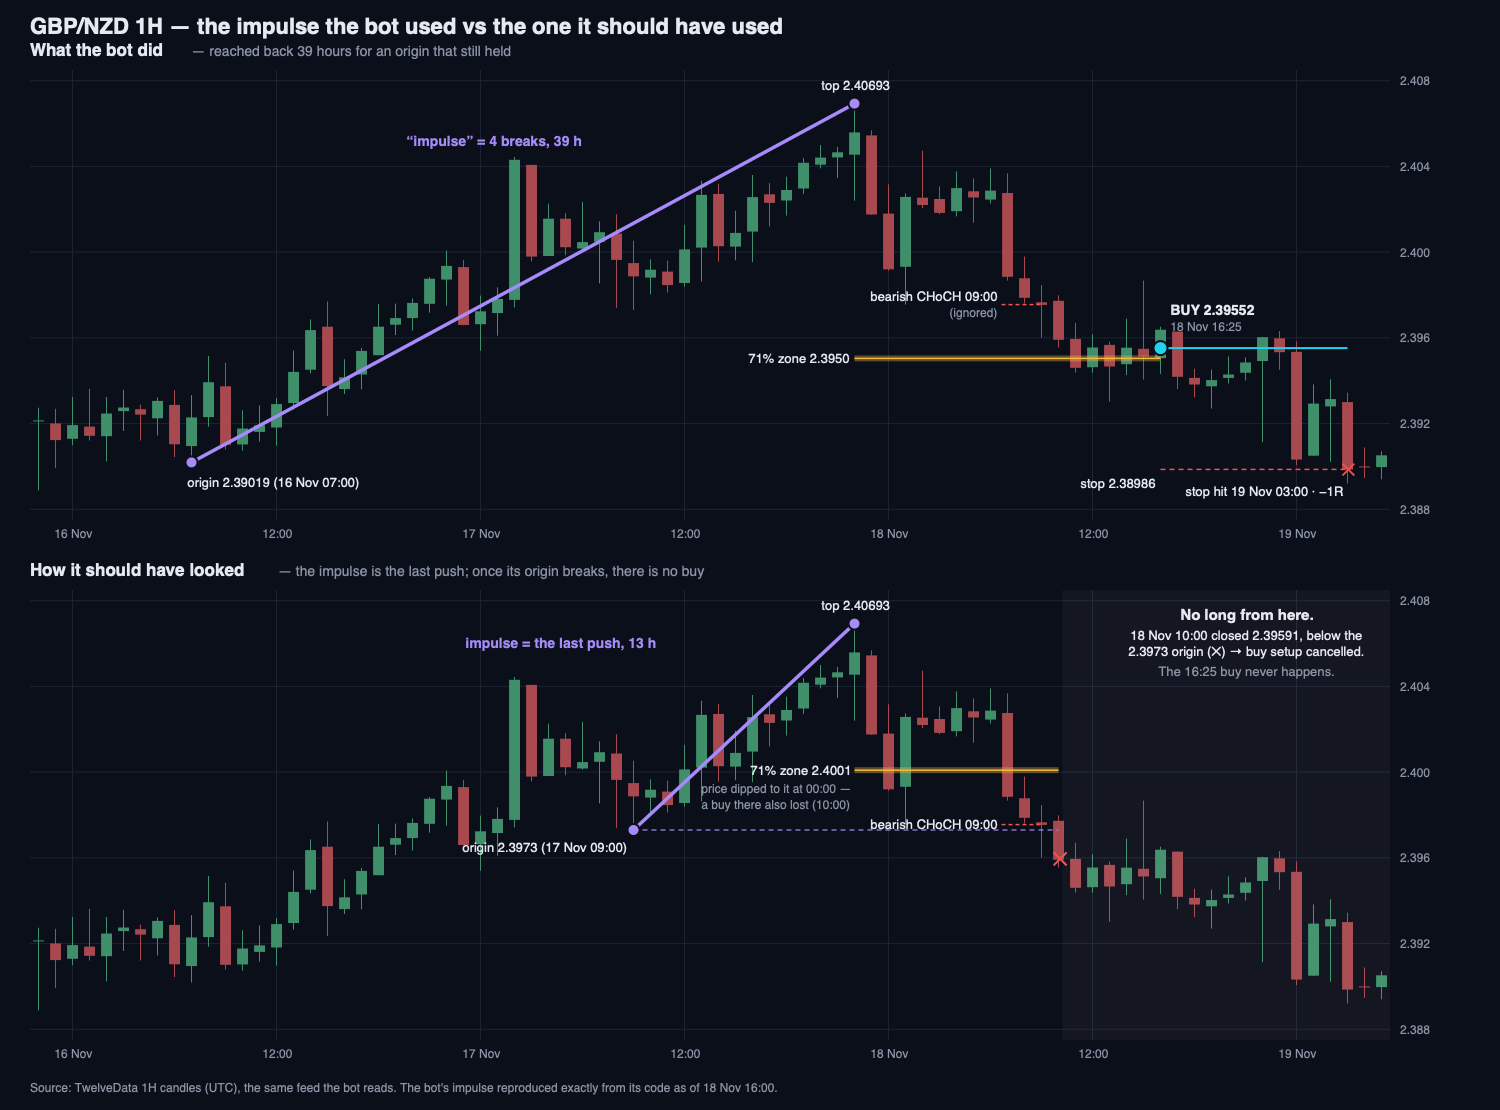 GBP/NZD 1H — the impulse the bot used vs the one it should have used
What the bot did — reached back 39 hours for an origin that still held
2.408
top 2.40693
“impulse” = 4 breaks, 39 h
2.404
2.400
bearish CHoCH 09:00
(ignored)
BUY 2.39552
18 Nov 16:25
2.396
71% zone 2.3950
2.392
origin 2.39019 (16 Nov 07:00)
stop 2.38986
stop hit 19 Nov 03:00 · −1R
2.388
16 Nov 12:00 17 Nov 12:00 18 Nov 12:00 19 Nov
How it should have looked — the impulse is the last push; once its origin breaks, there is no buy
2.408
top 2.40693
No long from here.
18 Nov 10:00 closed 2.39591, below the
2.3973 origin (✕) → buy setup cancelled.
The 16:25 buy never happens.
impulse = the last push, 13 h
2.404
71% zone 2.4001
2.400
price dipped to it at 00:00 —
a buy there also lost (10:00)
bearish CHoCH 09:00
origin 2.3973 (17 Nov 09:00)
2.396
2.392
2.388
16 Nov 12:00 17 Nov 12:00 18 Nov 12:00 19 Nov
Source: TwelveData 1H candles (UTC), the same feed the bot reads. The bot's impulse reproduced exactly from its code as of 18 Nov 16:00.